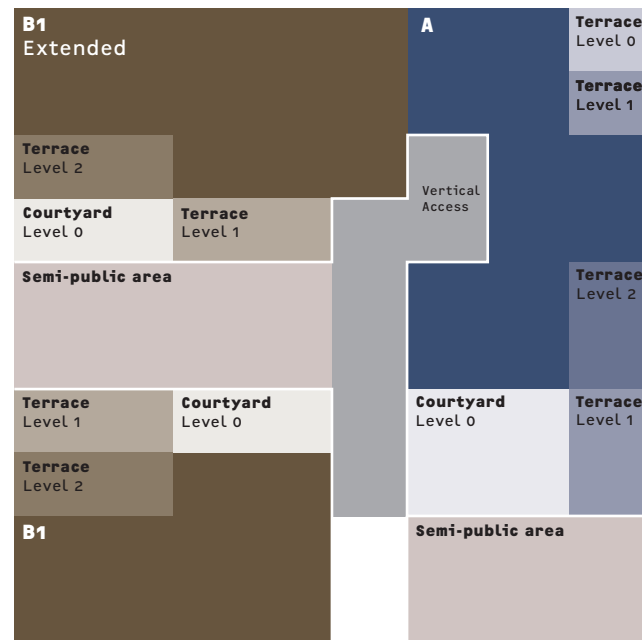 B1
Extended
A
Terrace
Level 0
Terrace
Level 1
Terrace
Level 2
Vertical
Access
Courtyard
Level 0
Terrace
Level 1
Semi-public area
Terrace
Level 2
Terrace
Level 1
Courtyard
Level 0
Courtyard
Level 0
Terrace
Level 1
Terrace
Level 2
B1
Semi-public area